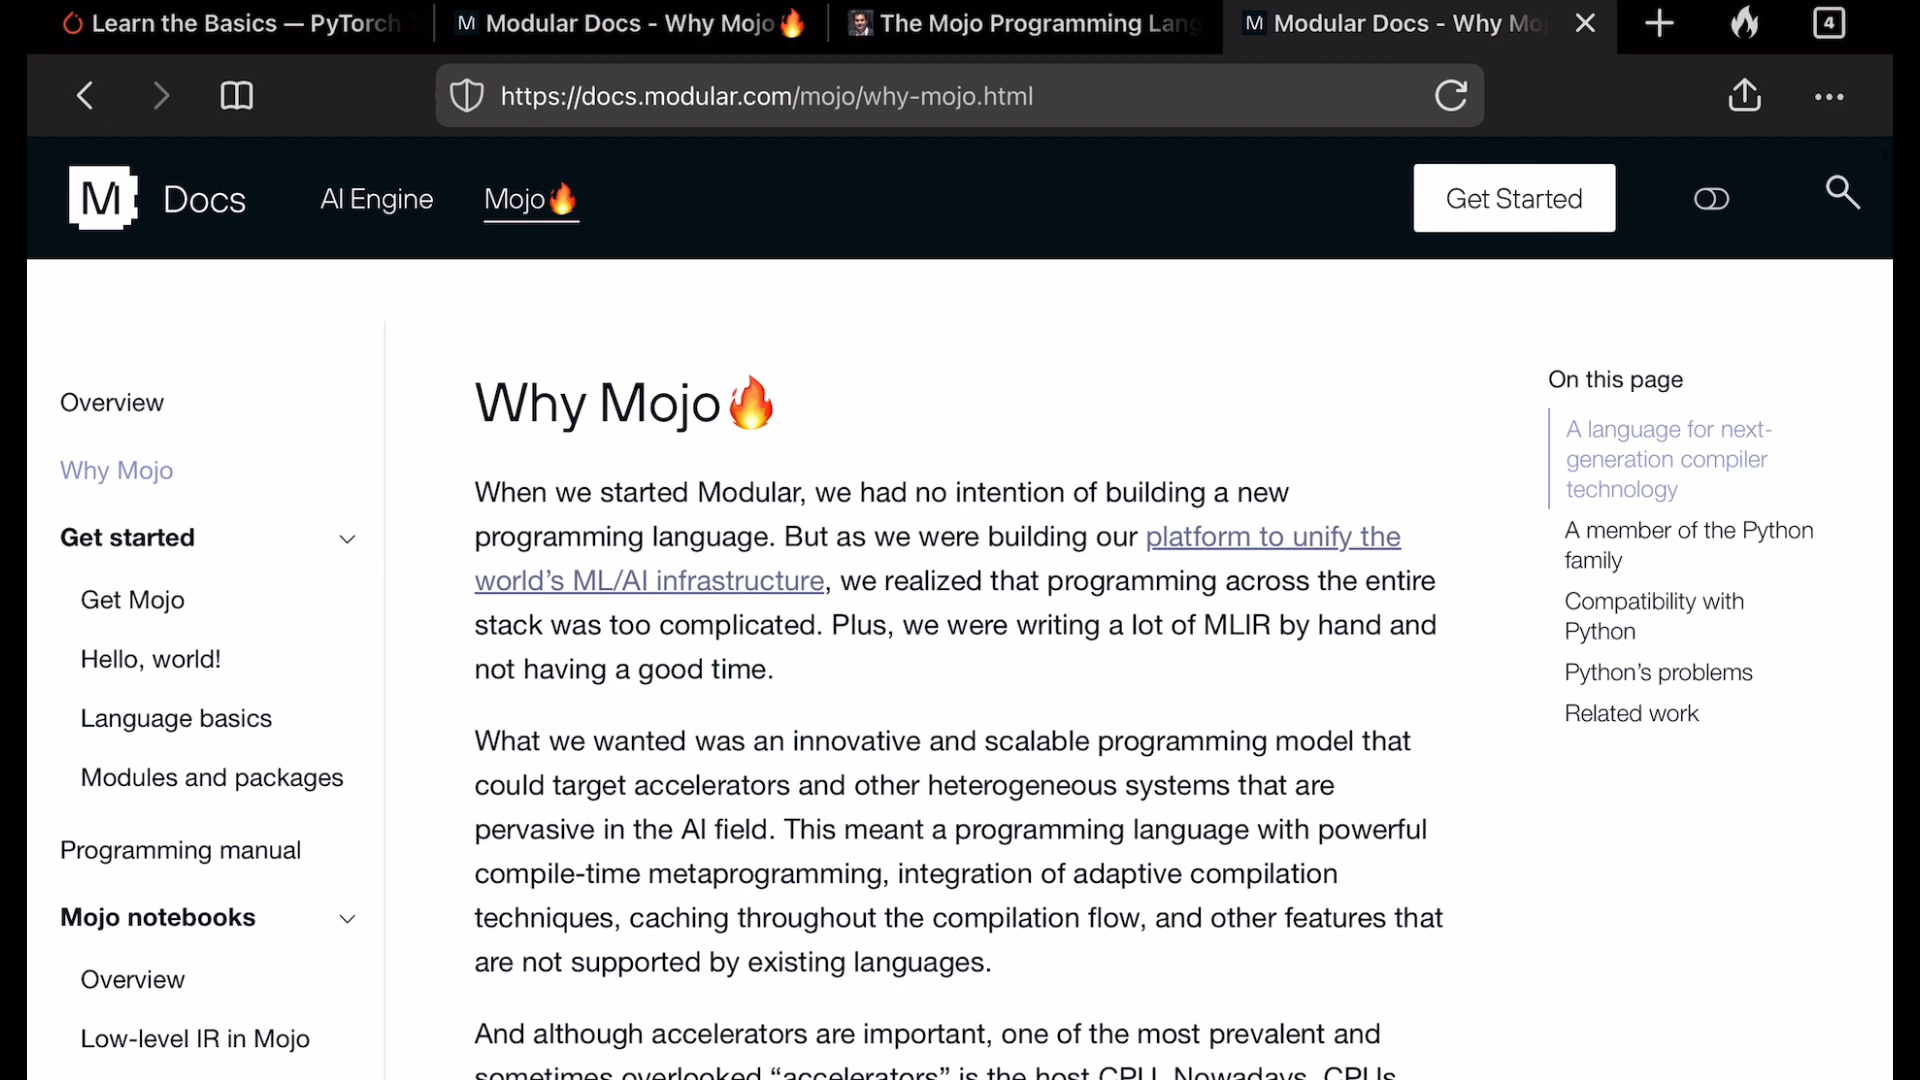 Learn the Basics — PyTorch
M Modular Docs - Why Mojo🔥
The Mojo Programming Lang
M Modular Docs - Why Mo
4
https://docs.modular.com/mojo/why-mojo.html
M Docs
AI Engine
Mojo🔥
Get Started
Overview
Why Mojo
Get started
Get Mojo
Hello, world!
Language basics
Modules and packages
Programming manual
Mojo notebooks
Overview
Low-level IR in Mojo
Why Mojo🔥
When we started Modular, we had no intention of building a new
programming language. But as we were building our platform to unify the
world’s ML/AI infrastructure, we realized that programming across the entire
stack was too complicated. Plus, we were writing a lot of MLIR by hand and
not having a good time.
What we wanted was an innovative and scalable programming model that
could target accelerators and other heterogeneous systems that are
pervasive in the AI field. This meant a programming language with powerful
compile-time metaprogramming, integration of adaptive compilation
techniques, caching throughout the compilation flow, and other features that
are not supported by existing languages.
And although accelerators are important, one of the most prevalent and
sometimes overlooked “accelerators” is the host CPU. Nowadays, CPUs
On this page
A language for next-
generation compiler
technology
A member of the Python
family
Compatibility with
Python
Python’s problems
Related work